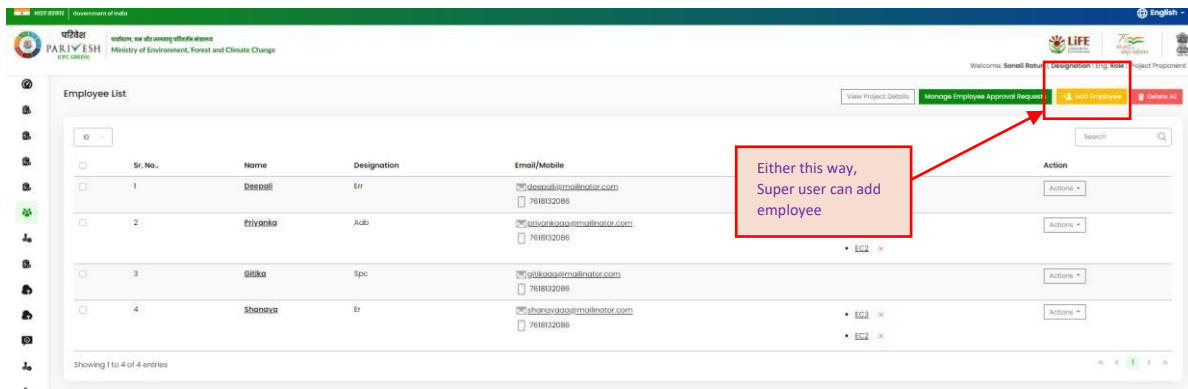 भारत सरकार Government of India
English
परिवेश
PARIVESH
(CPC GREEN)
पर्यावरण, वन और जलवायु परिवर्तन मंत्रालय
Ministry of Environment, Forest and Climate Change
LiFE
Welcome, Sonali Raturi | Designation : Eng, Role : Project Proponent
Employee List
View Project Details Manage Employee Approval Requests Add Employee Delete All
10 Search
Sr. No.. Name Designation Email/Mobile Action
1 Deepali Err deepali@mailinator.com Actions
7618132086
2 Priyanka Aab priyankaaa@mailinator.com Actions
7618132086
• EC2 ×
3 Gitika Spc gitikaaa@mailinator.com Actions
7618132086
4 Shanaya Er shanayaaa@mailinator.com • EC3 × Actions
7618132086
• EC2 ×
Either this way,
Super user can add
employee
Showing 1 to 4 of 4 entries « < 1 > »